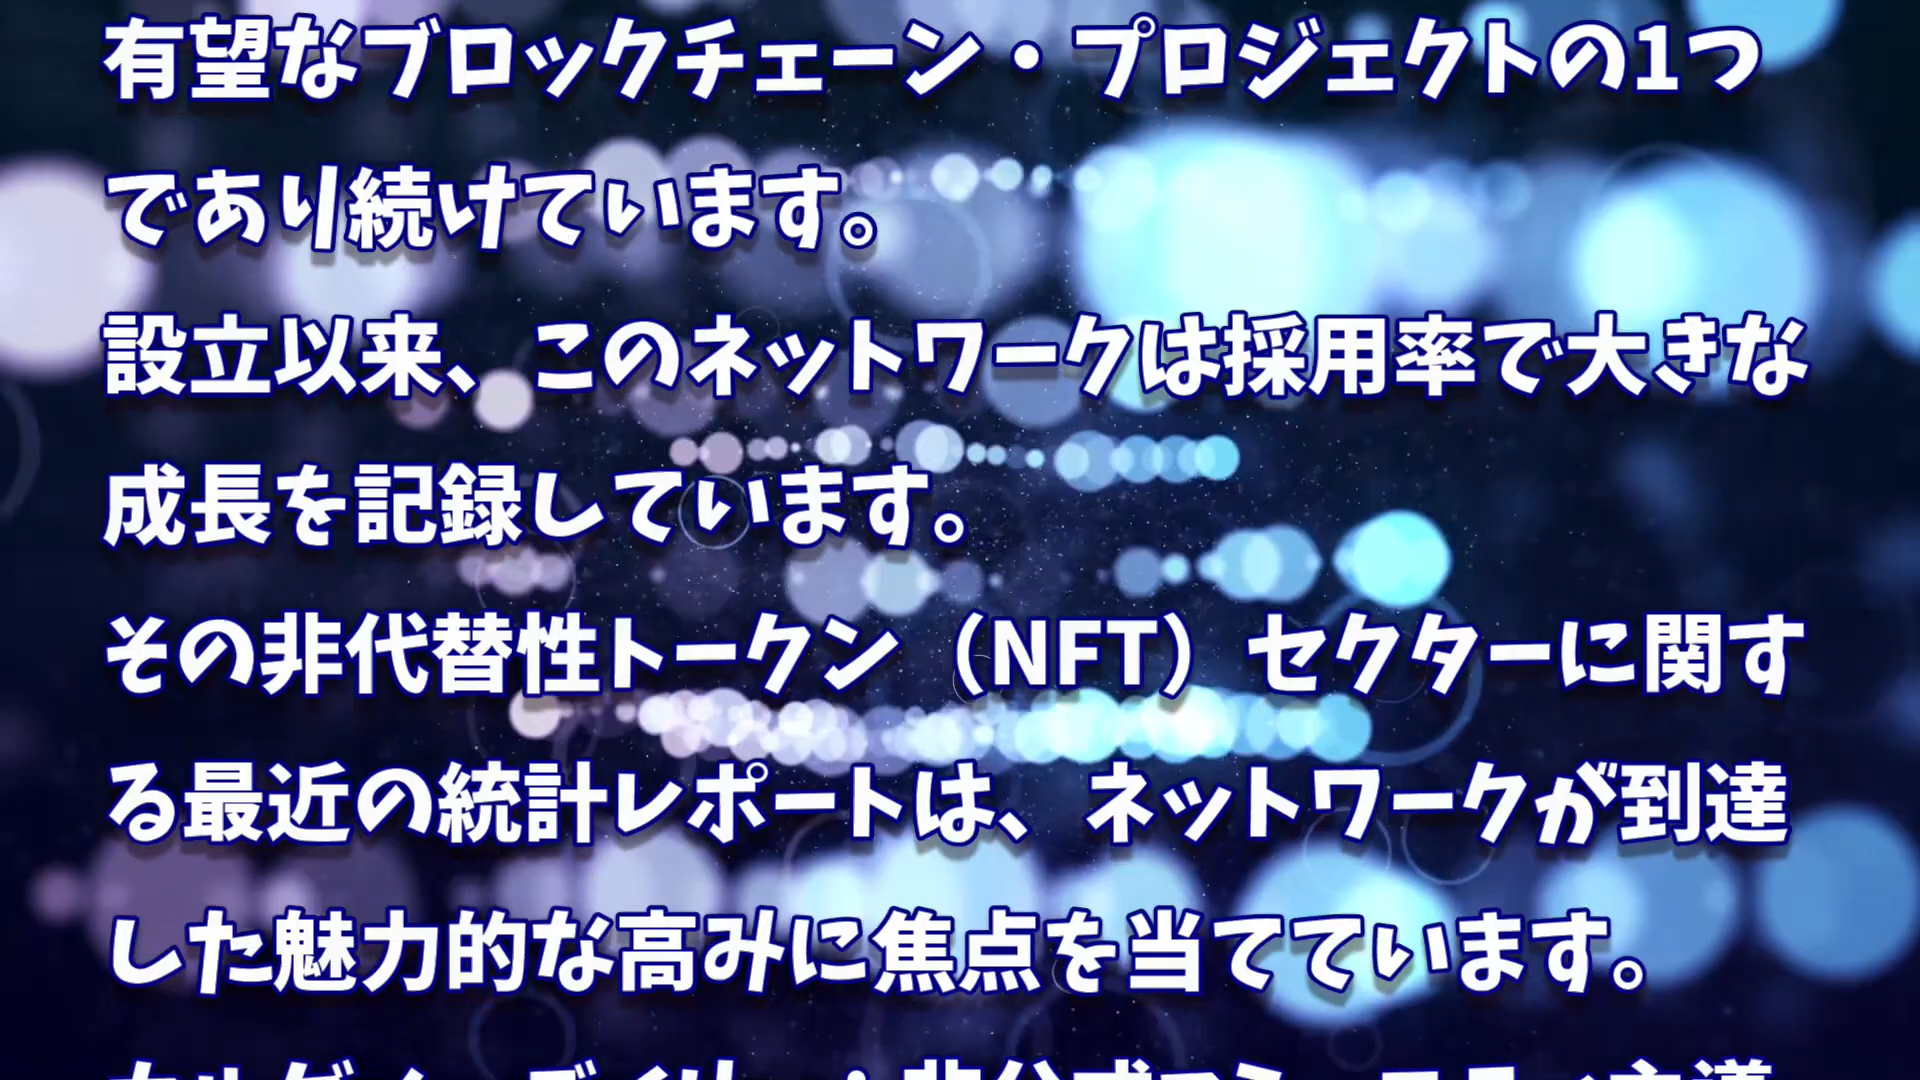 有望なブロックチェーン・プロジェクトの1つ
であり続けています。
設立以来、このネットワークは採用率で大きな
成長を記録しています。
その非代替性トークン（NFT）セクターに関す
る最近の統計レポートは、ネットワークが到達
した魅力的な高みに焦点を当てています。